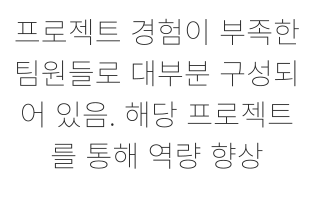 프로젝트 경험이 부족한
팀원들로 대부분 구성되
어 있음. 해당 프로젝트
를 통해 역량 향상